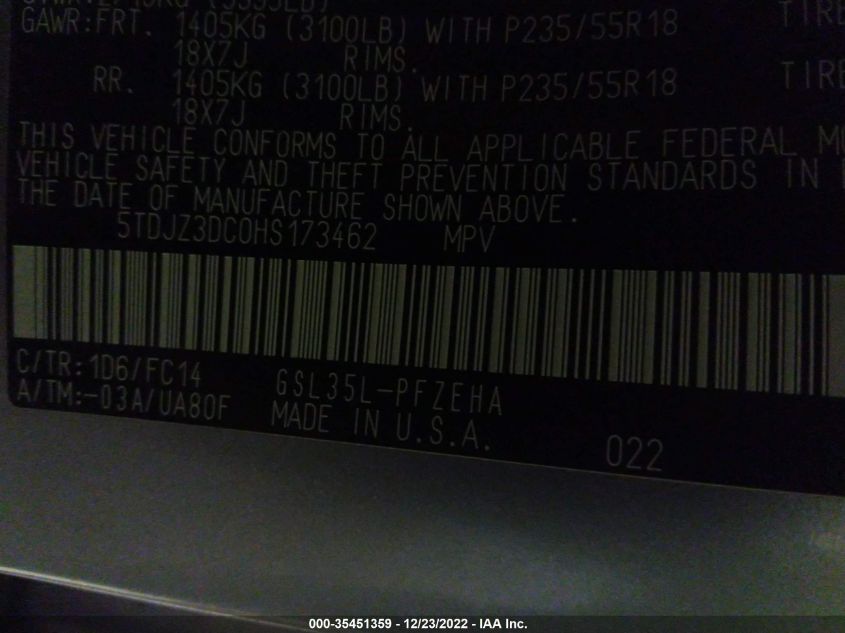 GAWR:FRT. 1405KG (3100LB) WITH P235/55R18 TIRE
18X7J RIMS.
RR. 1405KG (3100LB) WITH P235/55R18 TIRE
18X7J RIMS.
THIS VEHICLE CONFORMS TO ALL APPLICABLE FEDERAL M
VEHICLE SAFETY AND THEFT PREVENTION STANDARDS IN
THE DATE OF MANUFACTURE SHOWN ABOVE.
5TDJZ3DC0HS173462 MPV
C/TR:1D6/FC14 GSL35L-PFZEHA
A/TM:-03A/UA80F MADE IN U.S.A. 022
000-35451359 - 12/23/2022 - IAA Inc.